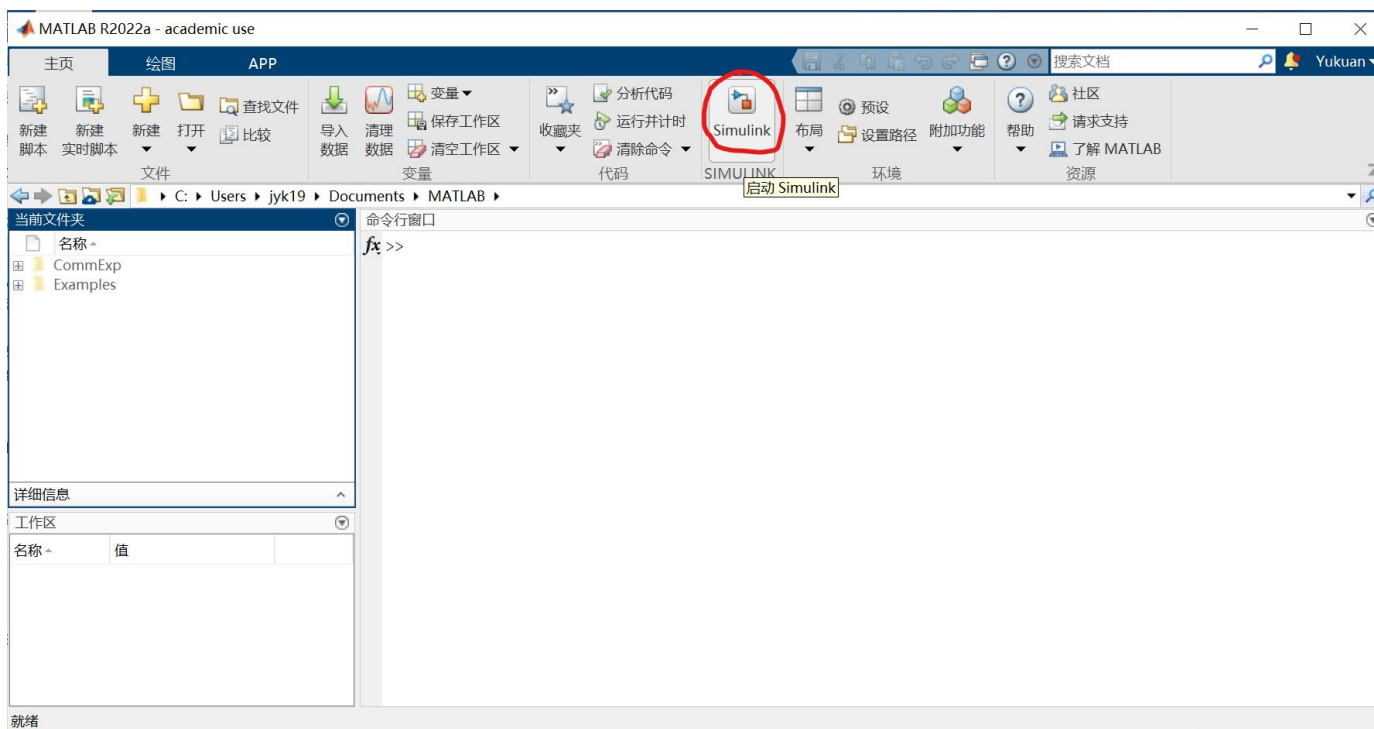 MATLAB R2022a - academic use
主页 绘图 APP 搜索文档 Yukuan
新建脚本 新建实时脚本 新建 打开 查找文件 比较 导入数据 清理数据 变量 保存工作区 清空工作区 收藏夹 分析代码 运行并计时 清除命令 Simulink 布局 预设 设置路径 附加功能 帮助 社区 请求支持 了解 MATLAB
文件 变量 代码 SIMULINK 环境 资源
启动 Simulink
C: Users jyk19 Documents MATLAB
当前文件夹 命令行窗口
名称 fx >>
CommExp
Examples
详细信息
工作区
名称 值
就绪